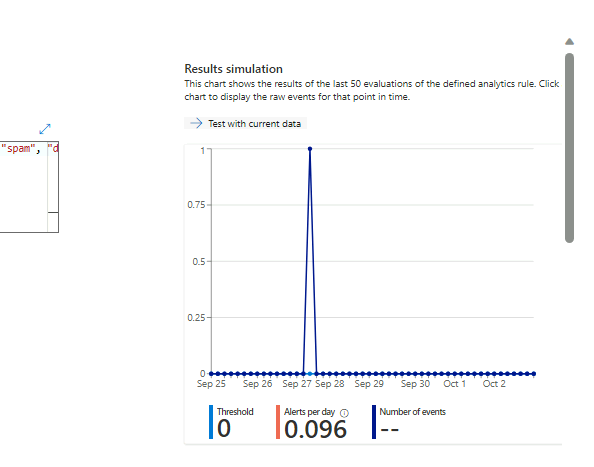 Results simulation
This chart shows the results of the last 50 evaluations of the defined analytics rule. Click
chart to display the raw events for that point in time.
"spam", "d
Test with current data
1
0.75
0.5
0.25
0
Sep 25 Sep 26 Sep 27 Sep 28 Sep 29 Sep 30 Oct 1 Oct 2
Threshold Alerts per day Number of events
0 0.096 --